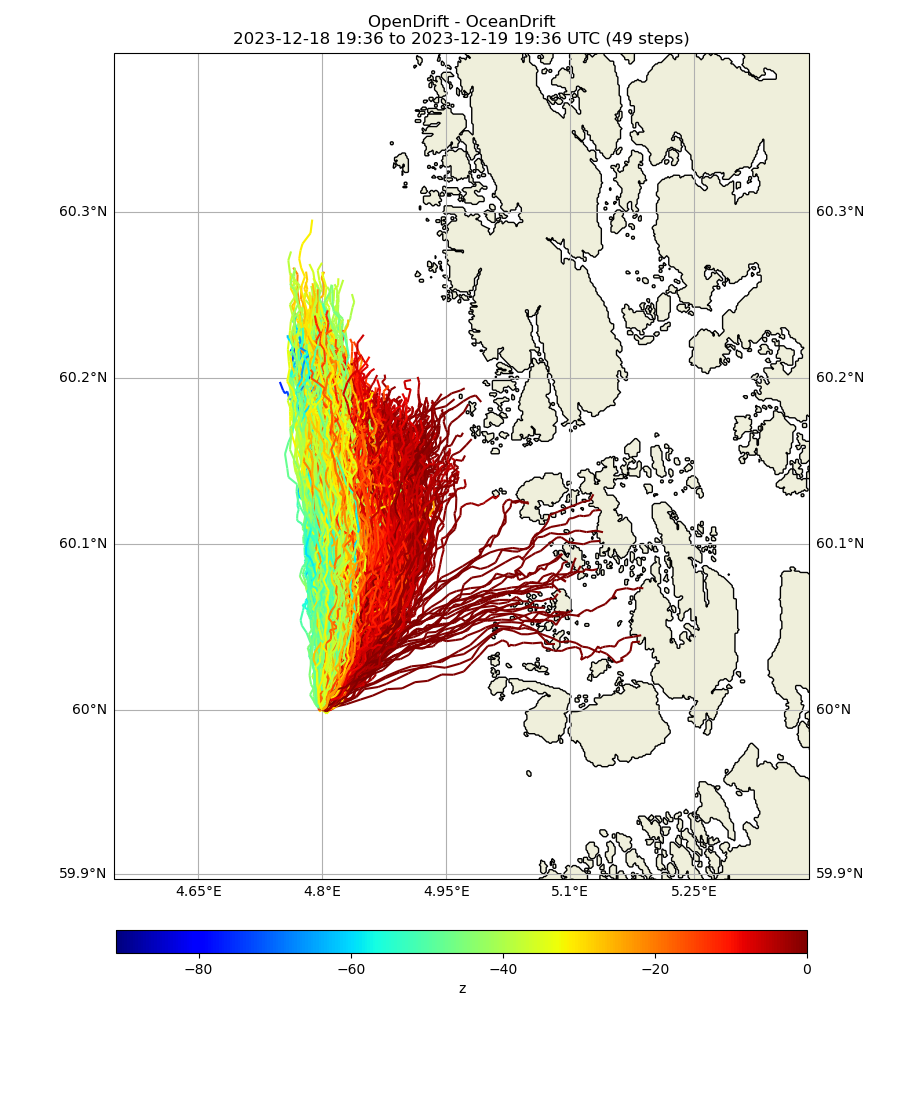 OpenDrift - OceanDrift
2023-12-18 19:36 to 2023-12-19 19:36 UTC (49 steps)
60.3°N 60.3°N
60.2°N 60.2°N
60.1°N 60.1°N
60°N 60°N
59.9°N 59.9°N
4.65°E 4.8°E 4.95°E 5.1°E 5.25°E
−80 −60 −40 −20 0
z